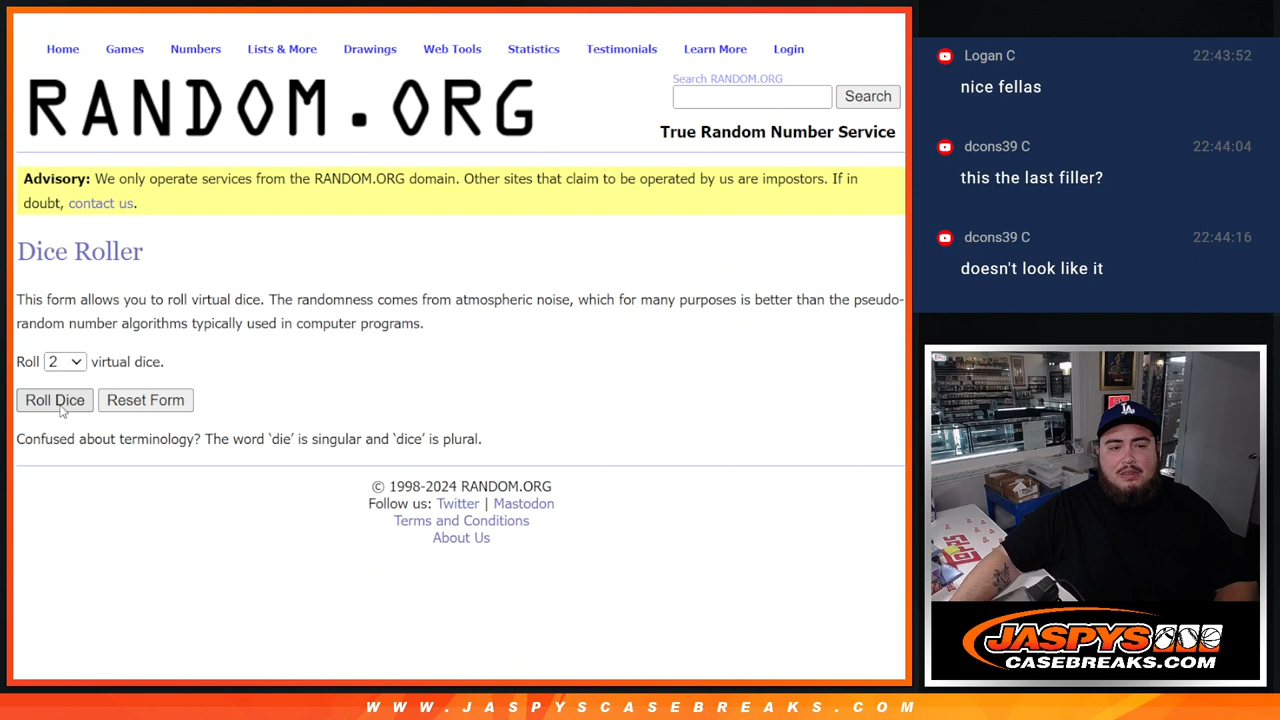 Home Games Numbers Lists & More Drawings Web Tools Statistics Testimonials Learn More Login
RANDOM.ORG
Search RANDOM.ORG
Search
True Random Number Service
Advisory: We only operate services from the RANDOM.ORG domain. Other sites that claim to be operated by us are impostors. If in
doubt, contact us.
Dice Roller
This form allows you to roll virtual dice. The randomness comes from atmospheric noise, which for many purposes is better than the pseudo-
random number algorithms typically used in computer programs.
Roll 2 virtual dice.
Roll Dice Reset Form
Confused about terminology? The word ‘die’ is singular and ‘dice’ is plural.
© 1998-2024 RANDOM.ORG
Follow us: Twitter | Mastodon
Terms and Conditions
About Us
Logan C 22:43:52
nice fellas
dcons39 C 22:44:04
this the last filler?
dcons39 C 22:44:16
doesn't look like it
LA
TOPPS
JASPYS
CASEBREAKS.COM
WWW.JASPYSCASEBREAKS.COM